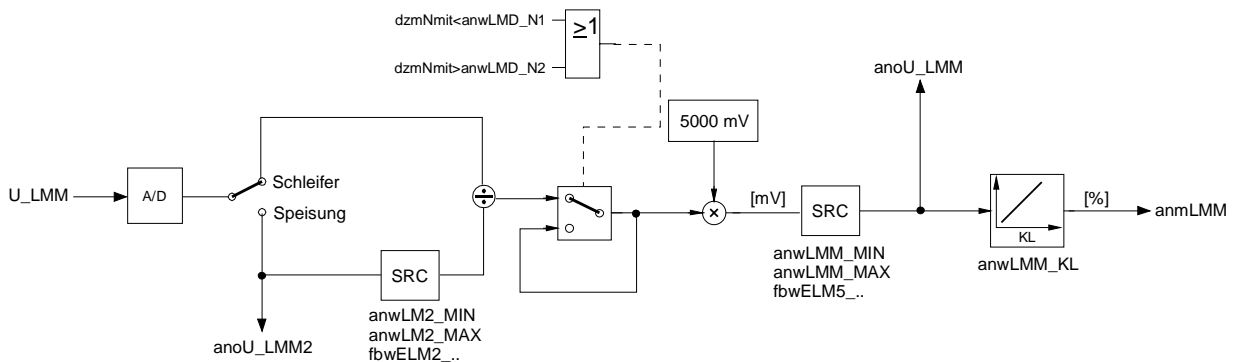 dzmNmit<anwLMD_N1
≥1
dzmNmit>anwLMD_N2
anoU_LMM
5000 mV
U_LMM
A/D
Schleifer
Speisung
÷
×
[mV]
SRC
KL
[%]
anmLMM
anwLMM_KL
SRC
anwLMM_MIN
anwLMM_MAX
fbwELM5_..
anwLM2_MIN
anwLM2_MAX
fbwELM2_..
anoU_LMM2